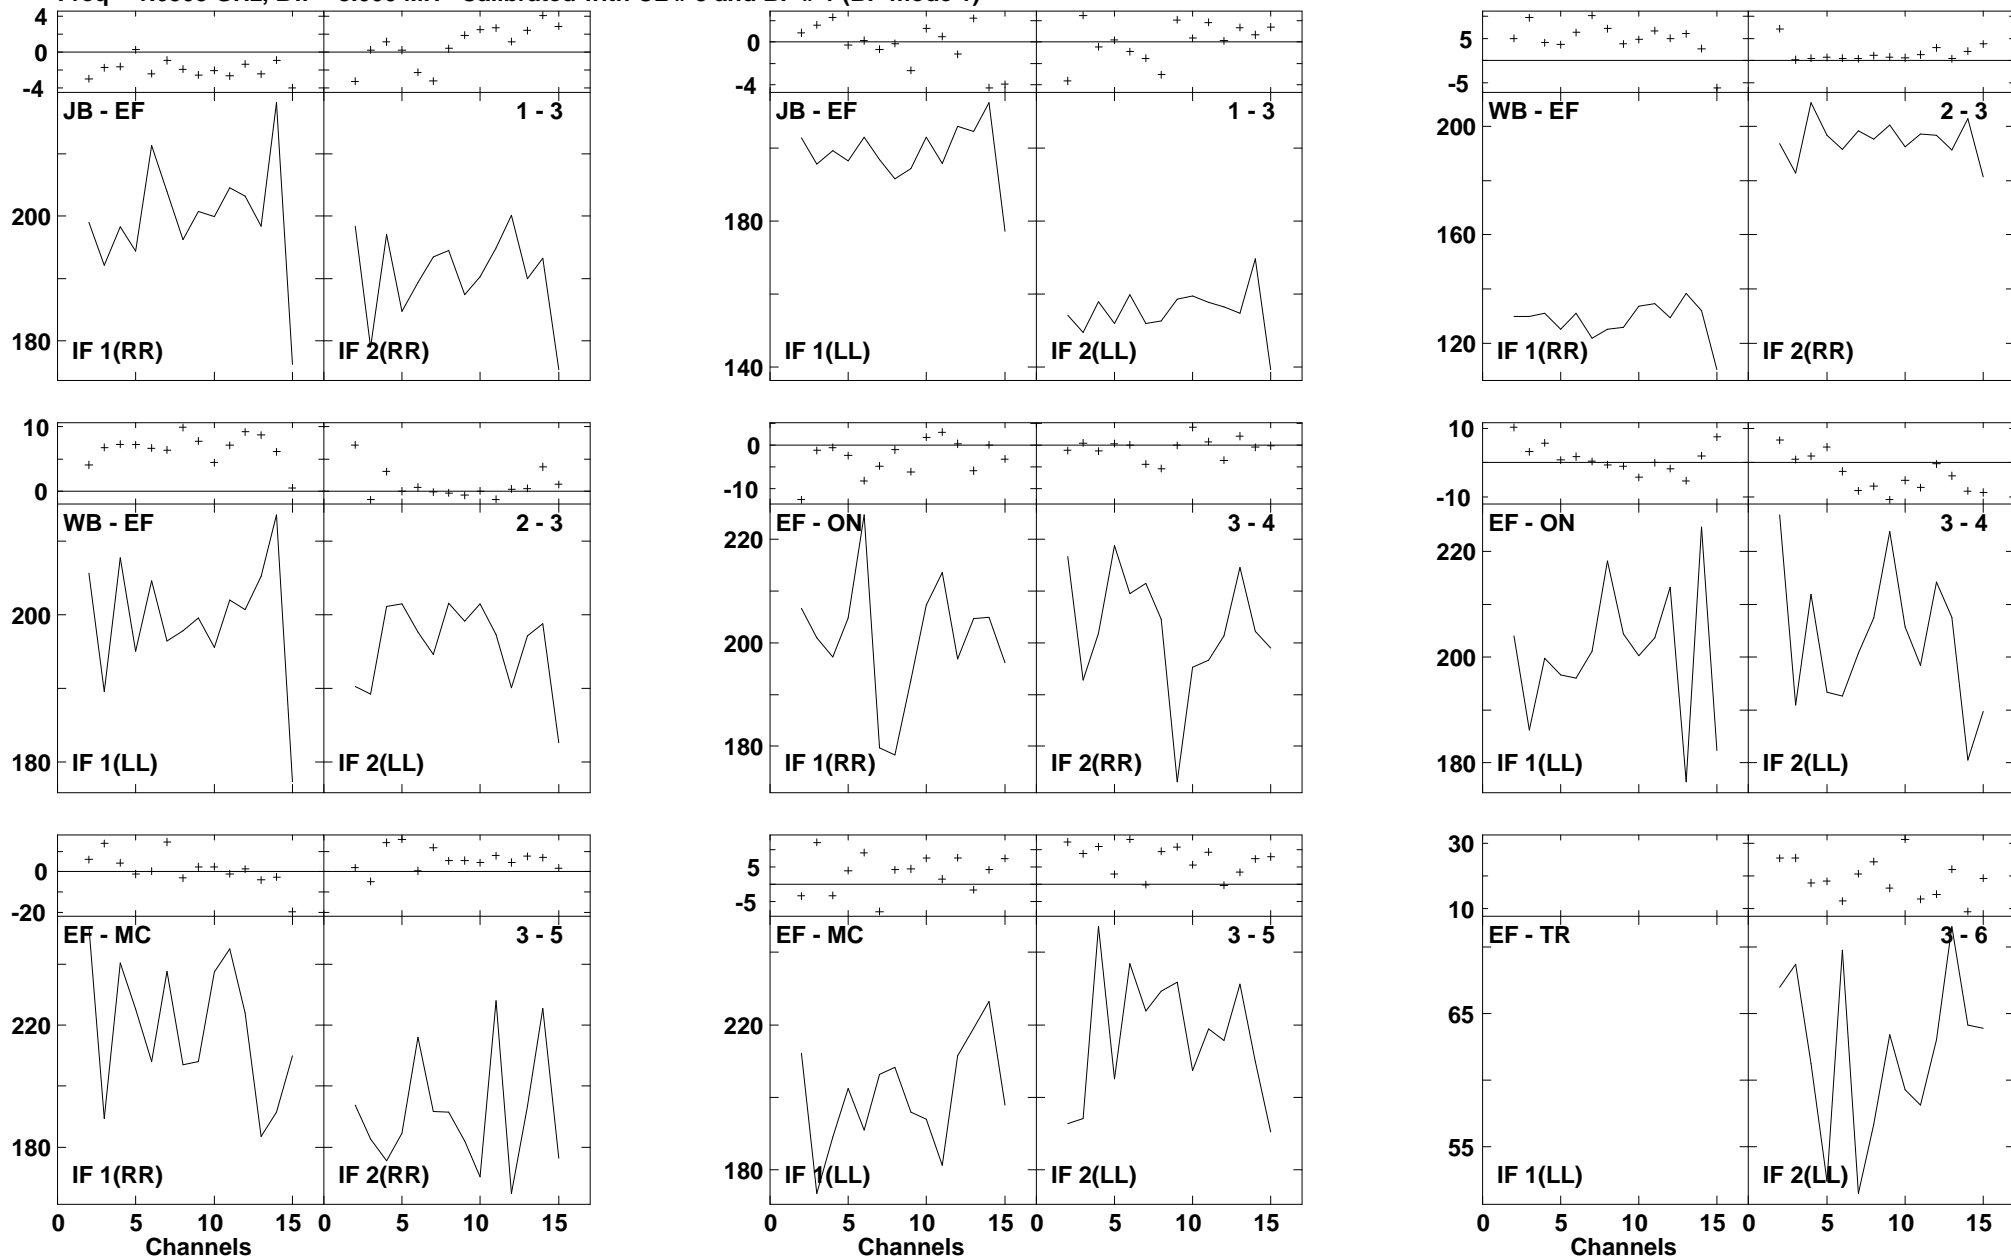 4
0
-4
JB - EF
1 - 3
200
180
IF 1(RR)
IF 2(RR)
0
-4
JB - EF
1 - 3
180
140
IF 1(LL)
IF 2(LL)
5
-5
WB - EF
2 - 3
200
160
120
IF 1(RR)
IF 2(RR)
10
0
WB - EF
2 - 3
200
180
IF 1(LL)
IF 2(LL)
0
-10
EF - ON
3 - 4
220
200
180
IF 1(RR)
IF 2(RR)
10
-10
EF - ON
3 - 4
220
200
180
IF 1(LL)
IF 2(LL)
0
-20
EF - MC
3 - 5
220
180
IF 1(RR)
IF 2(RR)
0 5 10 15 0 5 10 15
Channels
5
-5
EF - MC
3 - 5
220
180
IF 1(LL)
IF 2(LL)
0 5 10 15 0 5 10 15
Channels
30
10
EF - TR
3 - 6
65
55
IF 1(LL)
IF 2(LL)
0 5 10 15 0 5 10 15
Channels